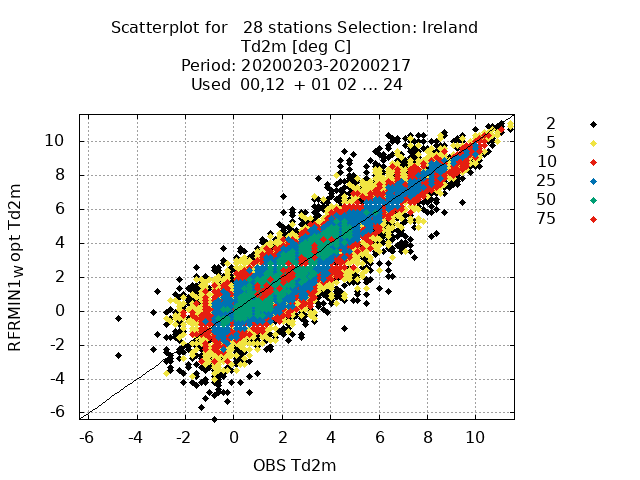 Scatterplot for   28 stations Selection: Ireland
Td2m [deg C]
Period: 20200203-20200217
Used  00,12  + 01 02 ... 24
2
5
10
25
50
75
RFRMIN1w opt Td2m
10
8
6
4
2
0
-2
-4
-6
-6 -4 -2 0 2 4 6 8 10
OBS Td2m